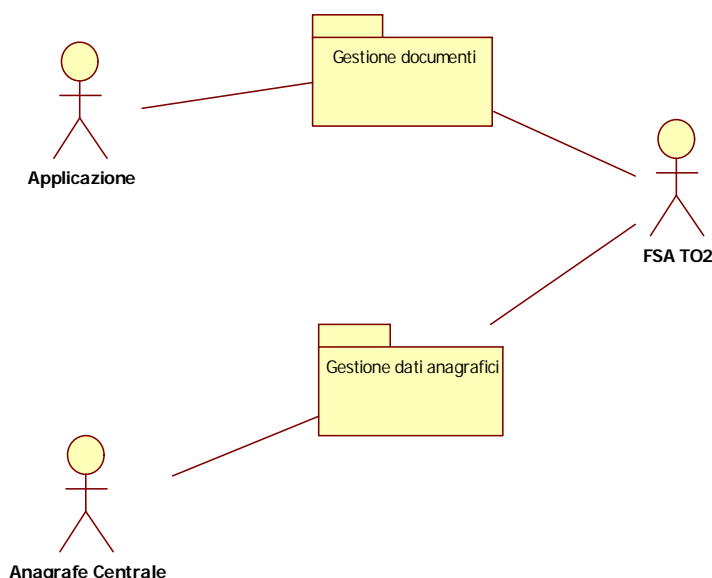 Gestione documenti
Applicazione
FSA TO2
Gestione dati anagrafici
Anagrafe Centrale